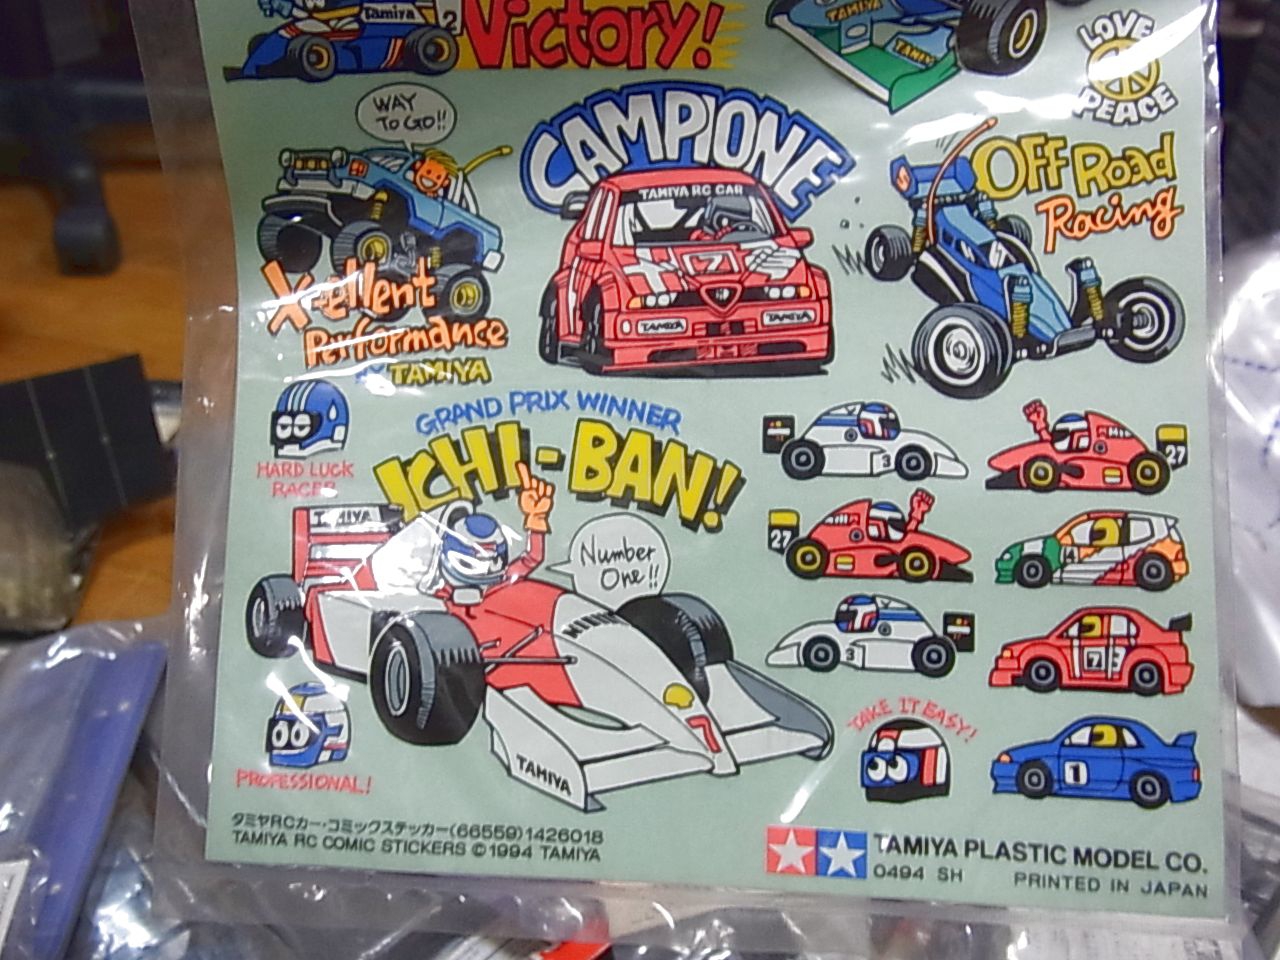 Tamiya
2
Victory!
TAMIYA
TAMIYA
LOVE
PEACE
WAY
TO GO!!
CAMPIONE
TAMIYA RC CAR
7
TAMIYA
TAMIYA
OFF ROAD
Racing
X-ellent
Performance
BY TAMIYA
HARD LUCK
RACER
GRAND PRIX WINNER
ICHI-BAN!
TAMIYA
Number
One!!
7
TAMIYA
3
27
27
4
3
7
1
PROFESSIONAL!
TAKE IT EASY!
タミヤRCカー・コミックステッカー(66559)1426018
TAMIYA RC COMIC STICKERS ©1994 TAMIYA
TAMIYA PLASTIC MODEL CO.
0494 SH PRINTED IN JAPAN